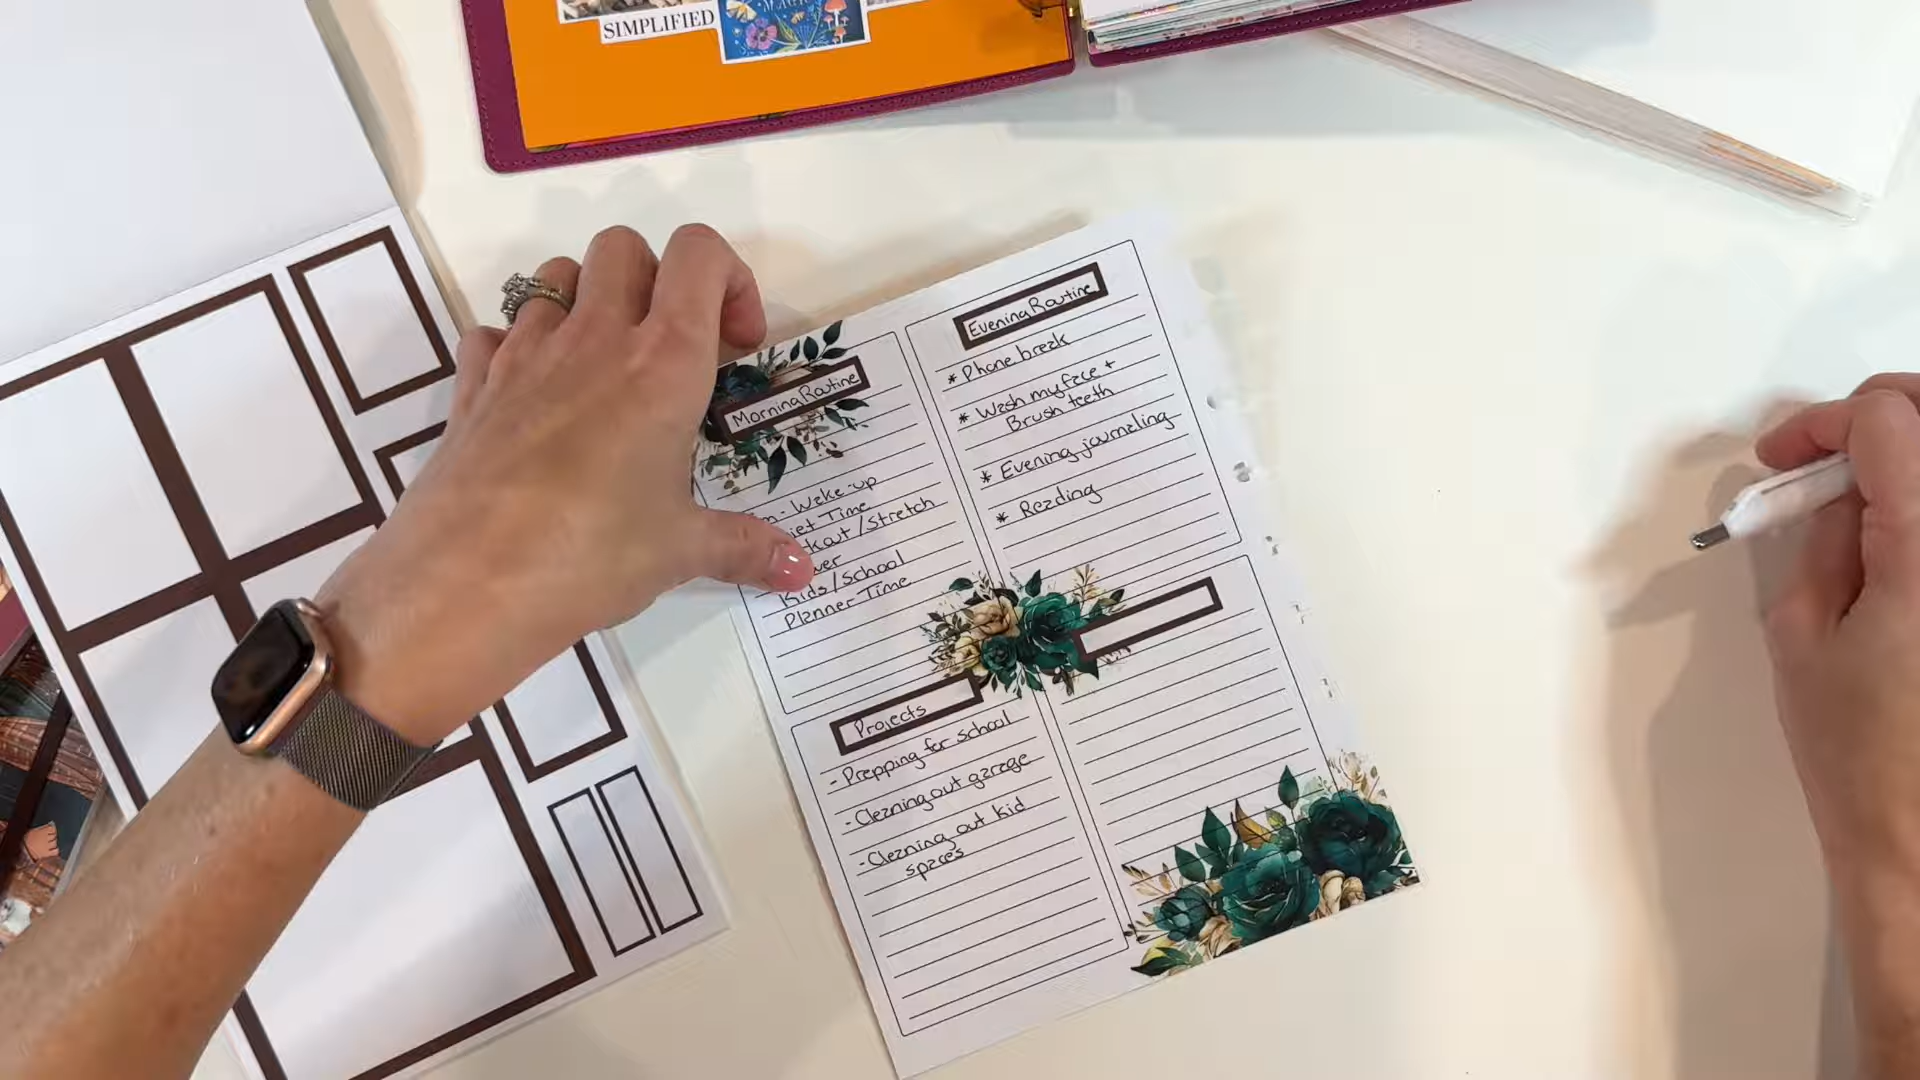 SIMPLIFIED
MAGIC
Morning Routine
- Wake-up
Time
/Stretch
Kids/School
Planner Time
Evening Routine
* Phone break
* Wash my face +
Brush teeth
* Evening journaling
* Reading
Projects
- Prepping for school
- Cleaning out garage
- Cleaning out kid
spaces